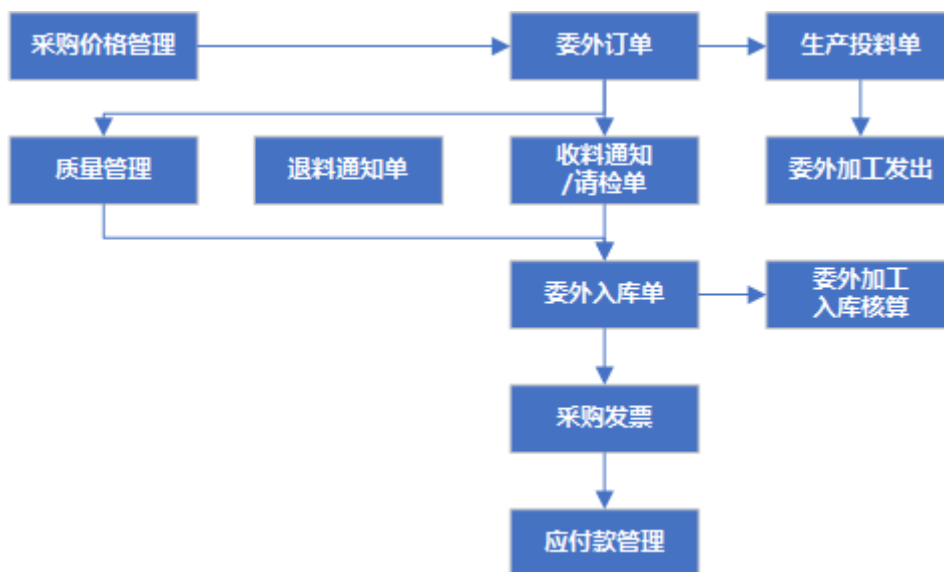 采购价格管理
委外订单
生产投料单
质量管理
退料通知单
收料通知
/请检单
委外加工发出
委外入库单
委外加工
入库核算
采购发票
应付款管理